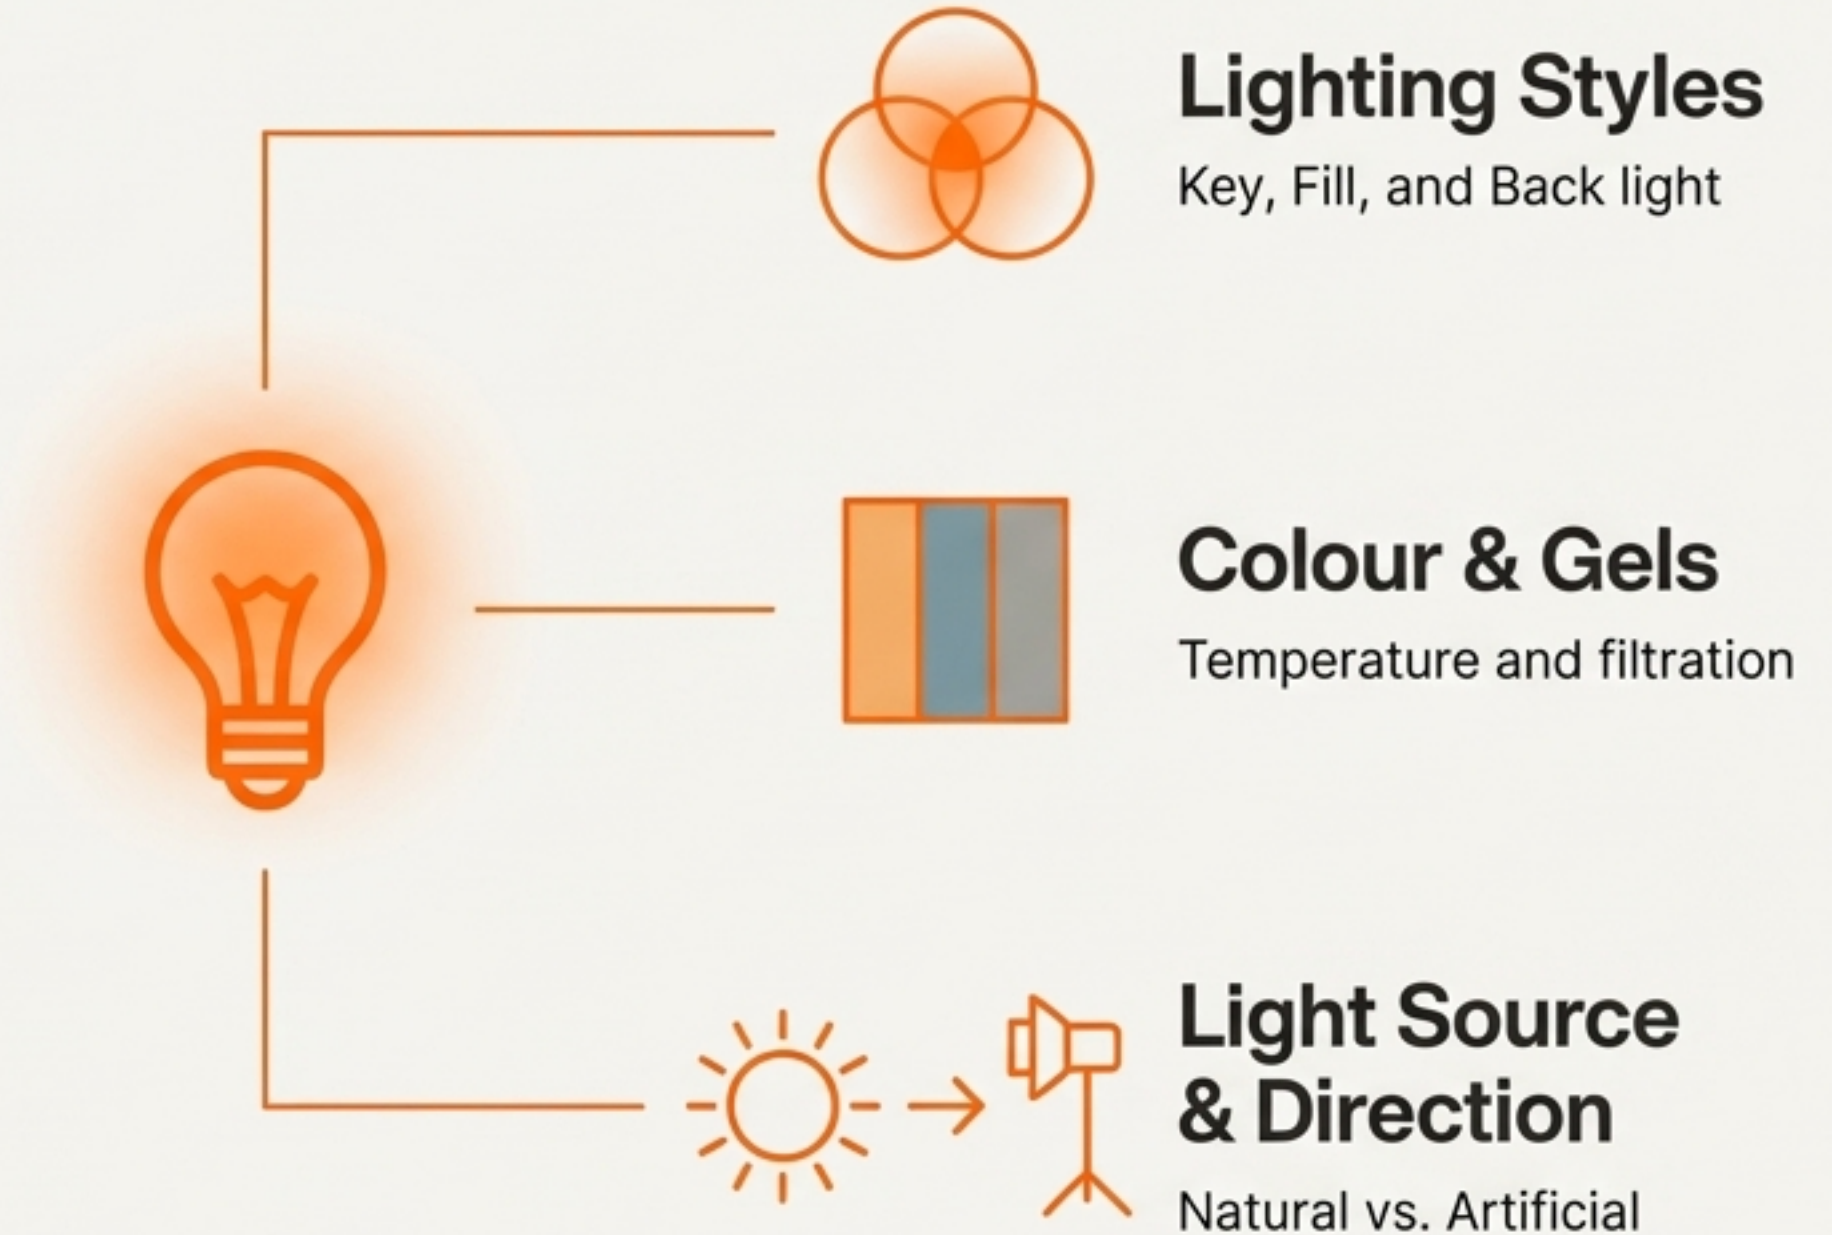 Lighting Styles
Key, Fill, and Back light
Colour & Gels
Temperature and filtration
Light Source
& Direction
Natural vs. Artificial